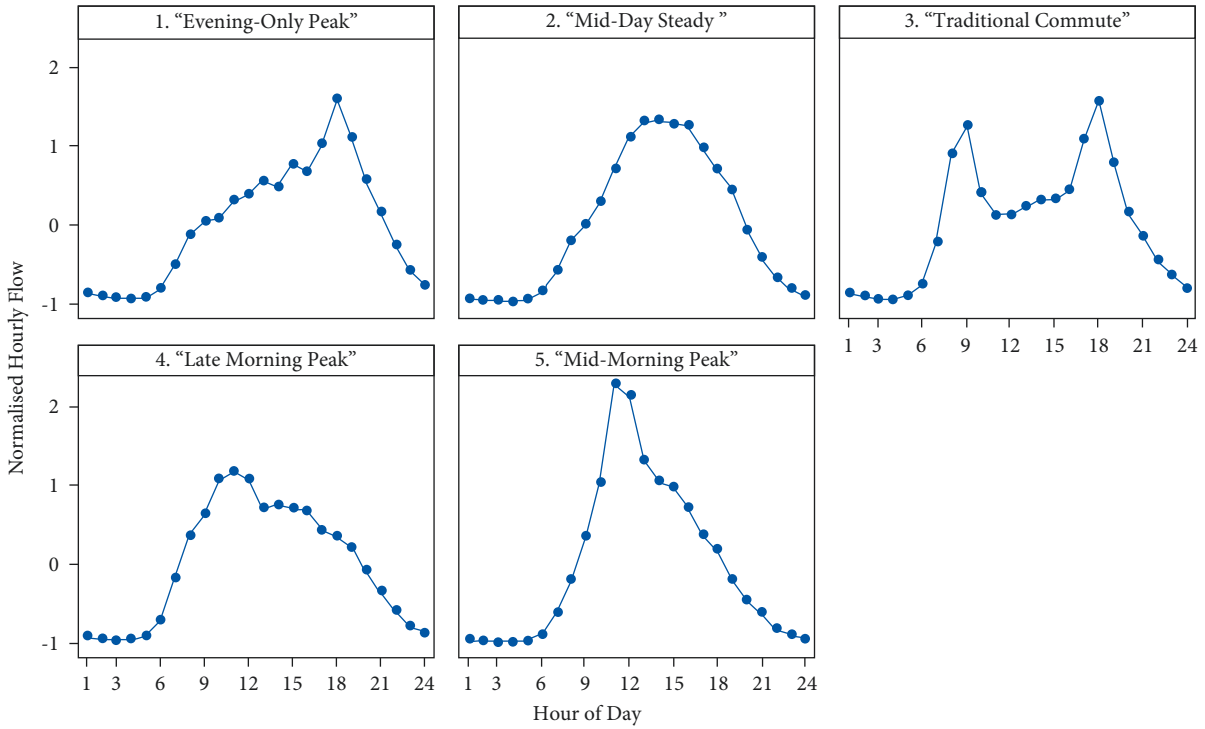 1. “Evening-Only Peak”
2. “Mid-Day Steady ”
3. “Traditional Commute”
2
1
0
-1
1 3 6 9 12 15 18 21 24
4. “Late Morning Peak”
5. “Mid-Morning Peak”
2
1
0
-1
1 3 6 9 12 15 18 21 24
1 3 6 9 12 15 18 21 24
Normalised Hourly Flow
Hour of Day